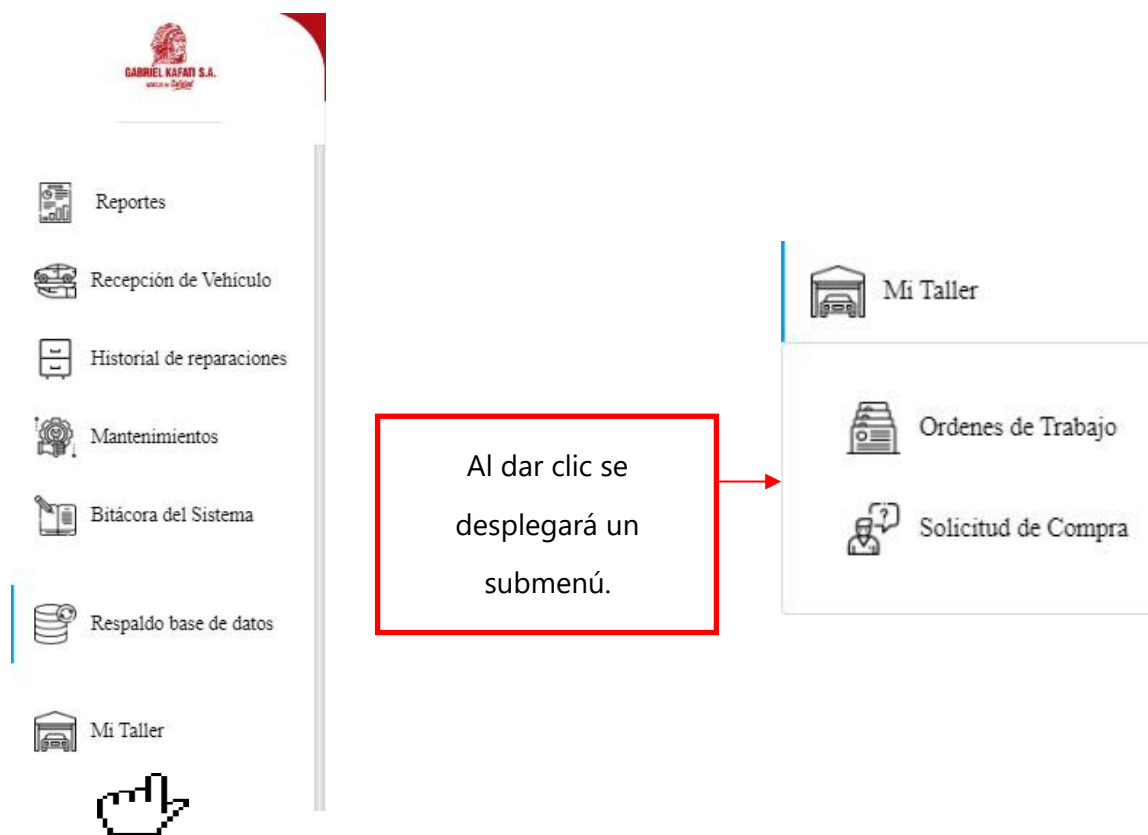 GABRIEL KAFATI S.A.
Reportes
Recepción de Vehículo
Historial de reparaciones
Mantenimientos
Bitácora del Sistema
Respaldo base de datos
Mi Taller
Al dar clic se
desplegará un
submenú.
Mi Taller
Ordenes de Trabajo
Solicitud de Compra